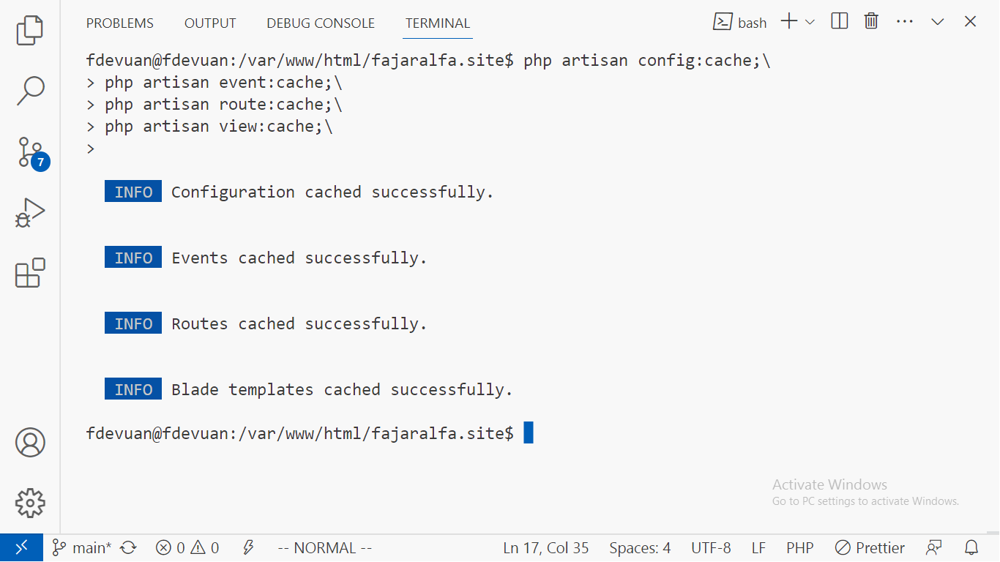 PROBLEMS OUTPUT DEBUG CONSOLE TERMINAL bash
fdevuan@fdevuan:/var/www/html/fajaralfa.site$ php artisan config:cache;\
> php artisan event:cache;\
> php artisan route:cache;\
> php artisan view:cache;\
>
7
INFO Configuration cached successfully.
INFO Events cached successfully.
INFO Routes cached successfully.
INFO Blade templates cached successfully.
fdevuan@fdevuan:/var/www/html/fajaralfa.site$
Activate Windows
Go to PC settings to activate Windows.
main* 0 0 -- NORMAL -- Ln 17, Col 35 Spaces: 4 UTF-8 LF PHP Prettier